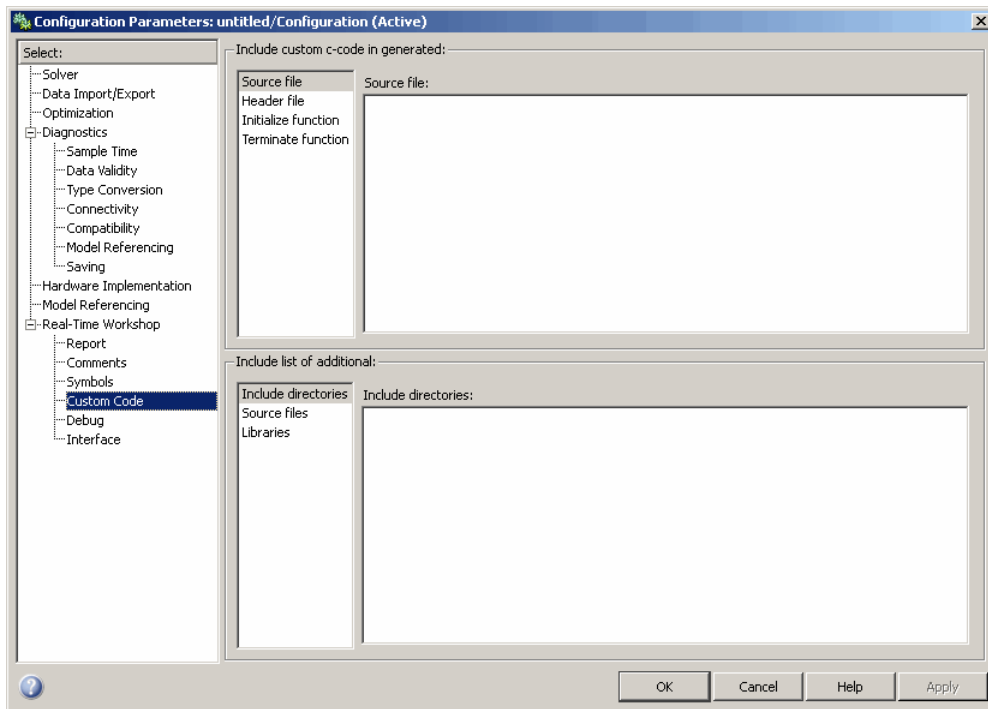 Configuration Parameters: untitled/Configuration (Active)
Select:
Solver
Data Import/Export
Optimization
Diagnostics
Sample Time
Data Validity
Type Conversion
Connectivity
Compatibility
Model Referencing
Saving
Hardware Implementation
Model Referencing
Real-Time Workshop
Report
Comments
Symbols
Custom Code
Debug
Interface
Include custom c-code in generated:
Source file
Header file
Initialize function
Terminate function
Source file:
Include list of additional:
Include directories
Source files
Libraries
Include directories:
OK
Cancel
Help
Apply